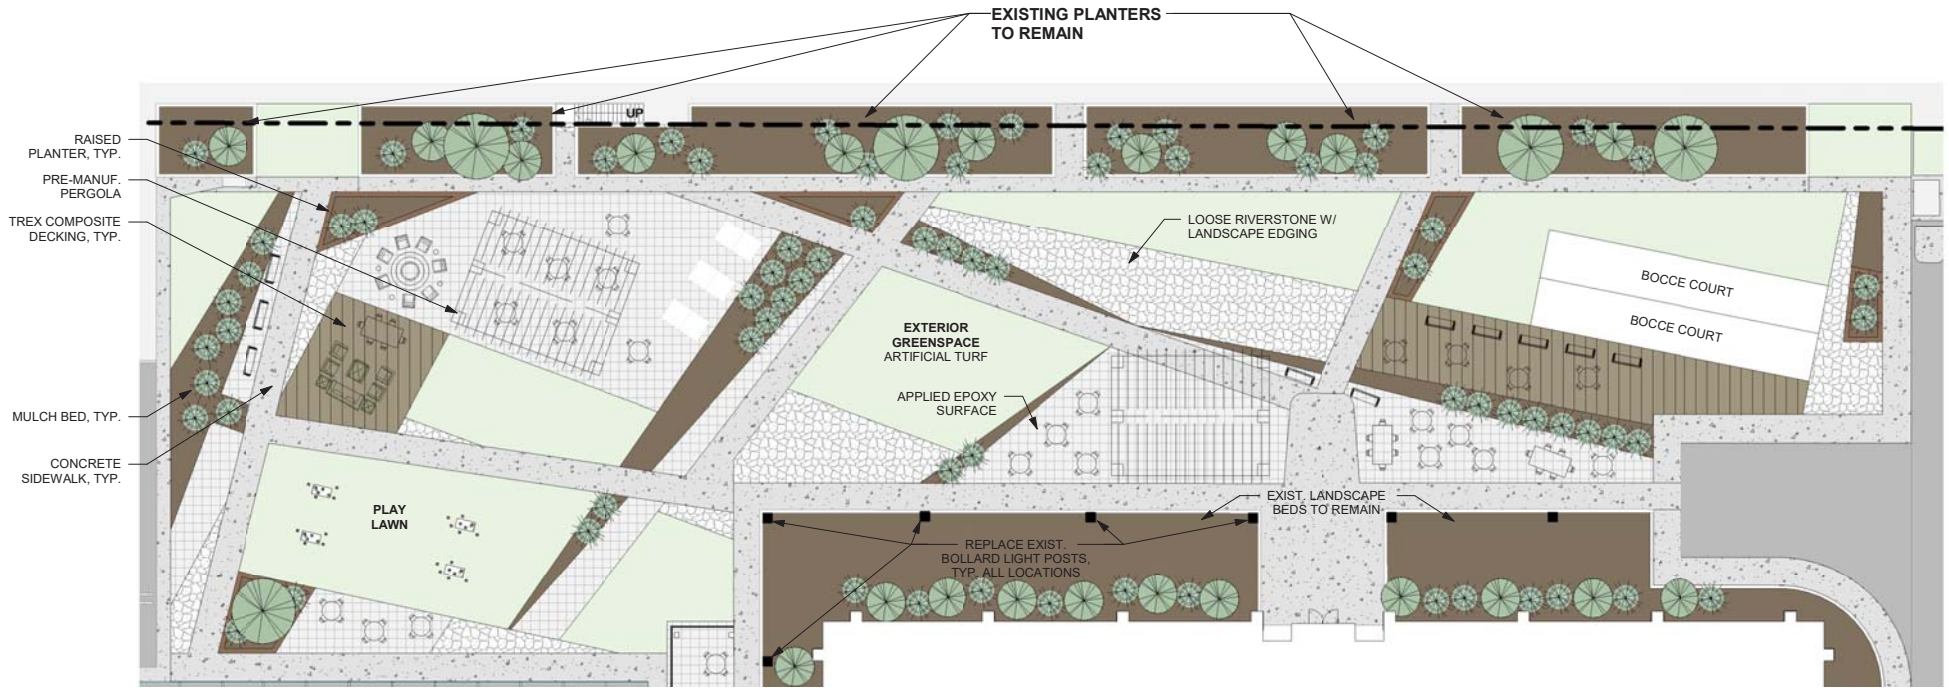 EXISTING PLANTERS
TO REMAIN
UP
RAISED
PLANTER, TYP.
PRE-MANUF.
PERGOLA
TREX COMPOSITE
DECKING, TYP.
LOOSE RIVERSTONE W/
LANDSCAPE EDGING
BOCCE COURT
BOCCE COURT
EXTERIOR
GREENSPACE
ARTIFICIAL TURF
APPLIED EPOXY
SURFACE
MULCH BED, TYP.
CONCRETE
SIDEWALK, TYP.
PLAY
LAWN
EXIST. LANDSCAPE
BEDS TO REMAIN
REPLACE EXIST.
BOLLARD LIGHT POSTS,
TYP. ALL LOCATIONS